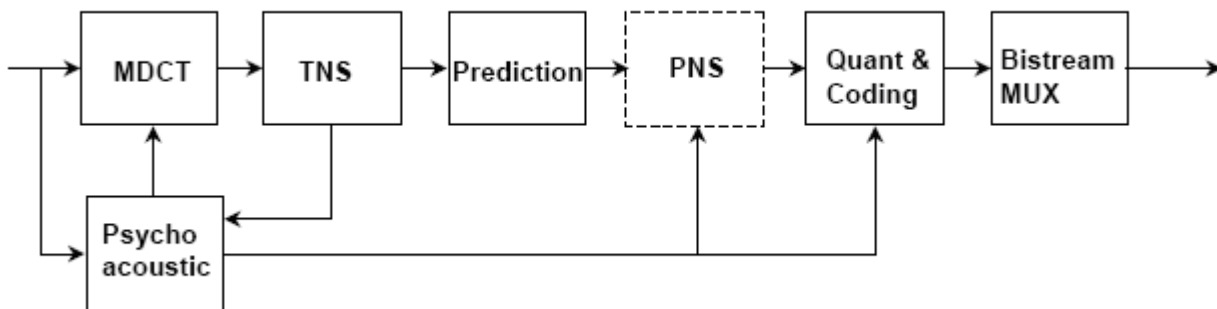 MDCT
TNS
Prediction
PNS
Quant &
Coding
Bistream
MUX
Psycho
acoustic